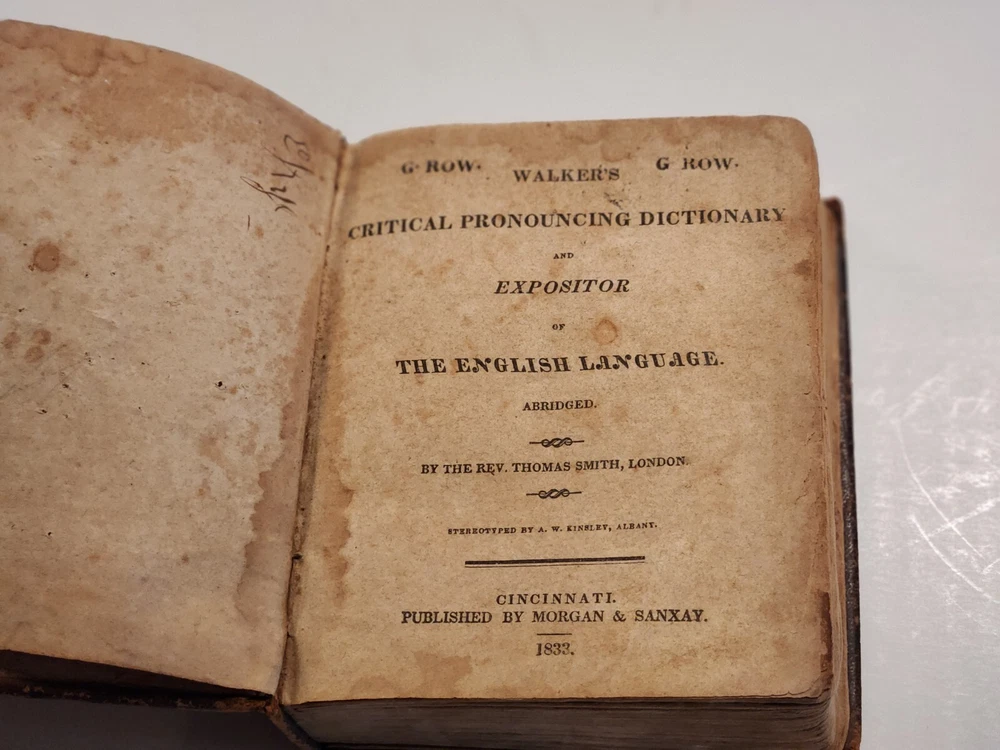 G. ROW. WALKER'S G ROW.
CRITICAL PRONOUNCING DICTIONARY
AND
EXPOSITOR
OF
THE ENGLISH LANGUAGE.
ABRIDGED.
BY THE REV. THOMAS SMITH, LONDON.
STEREOTYPED BY A. W. KINSLEY, ALBANY.
CINCINNATI.
PUBLISHED BY MORGAN & SANXAY.
1833.